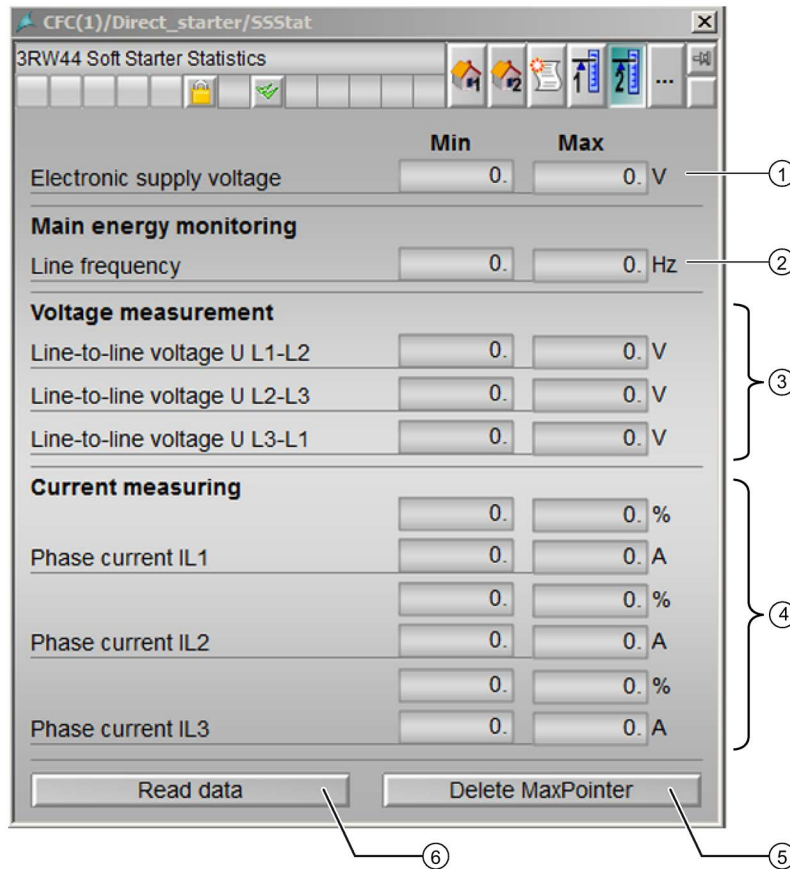 CFC(1)/Direct_starter/SSStat
3RW44 Soft Starter Statistics
1 2 1 2 ...
Min Max
Electronic supply voltage 0. 0. V ①
Main energy monitoring
Line frequency 0. 0. Hz ②
Voltage measurement
Line-to-line voltage U L1-L2 0. 0. V
Line-to-line voltage U L2-L3 0. 0. V ③
Line-to-line voltage U L3-L1 0. 0. V
Current measuring
0. 0. %
Phase current IL1 0. 0. A
0. 0. % ④
Phase current IL2 0. 0. A
0. 0. %
Phase current IL3 0. 0. A
Read data Delete MaxPointer
⑥ ⑤